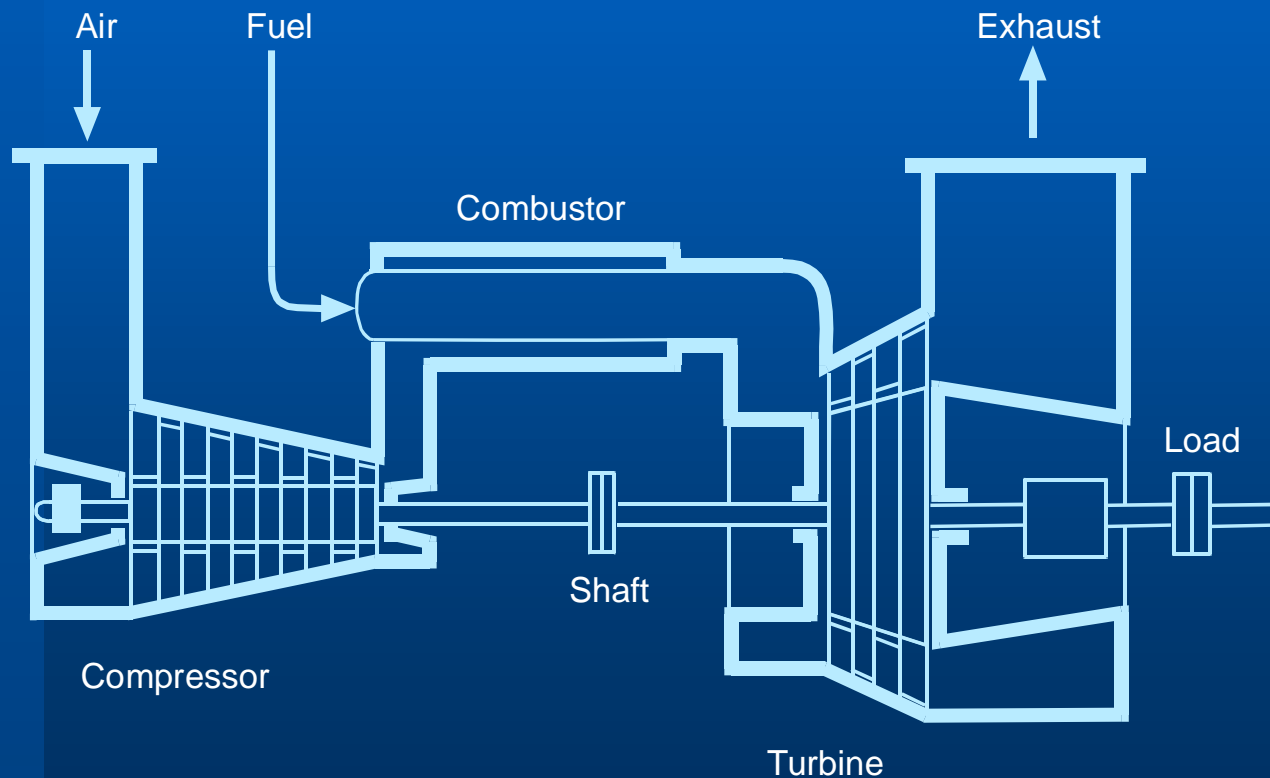 Air
Fuel
Exhaust
Combustor
Load
Shaft
Compressor
Turbine